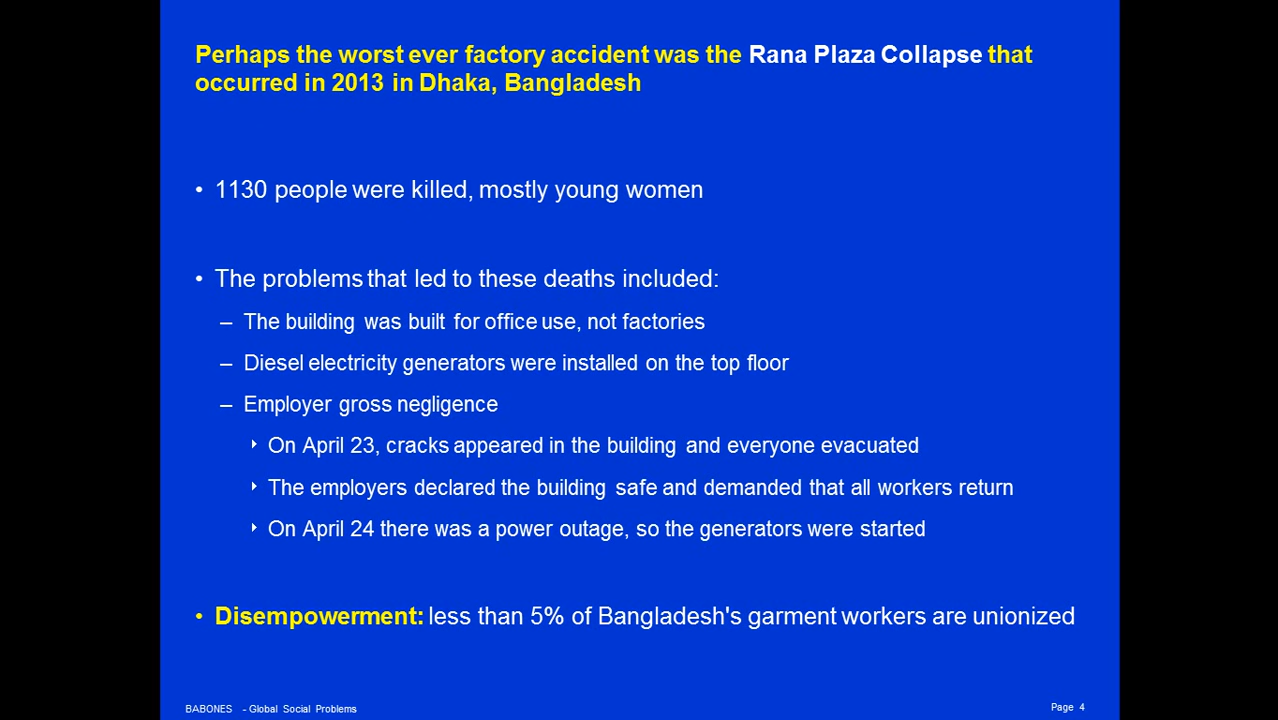 Perhaps the worst ever factory accident was the Rana Plaza Collapse that
occurred in 2013 in Dhaka, Bangladesh
• 1130 people were killed, mostly young women
• The problems that led to these deaths included:
– The building was built for office use, not factories
– Diesel electricity generators were installed on the top floor
– Employer gross negligence
‣ On April 23, cracks appeared in the building and everyone evacuated
‣ The employers declared the building safe and demanded that all workers return
‣ On April 24 there was a power outage, so the generators were started
• Disempowerment: less than 5% of Bangladesh's garment workers are unionized
BABONES - Global Social Problems
Page 4